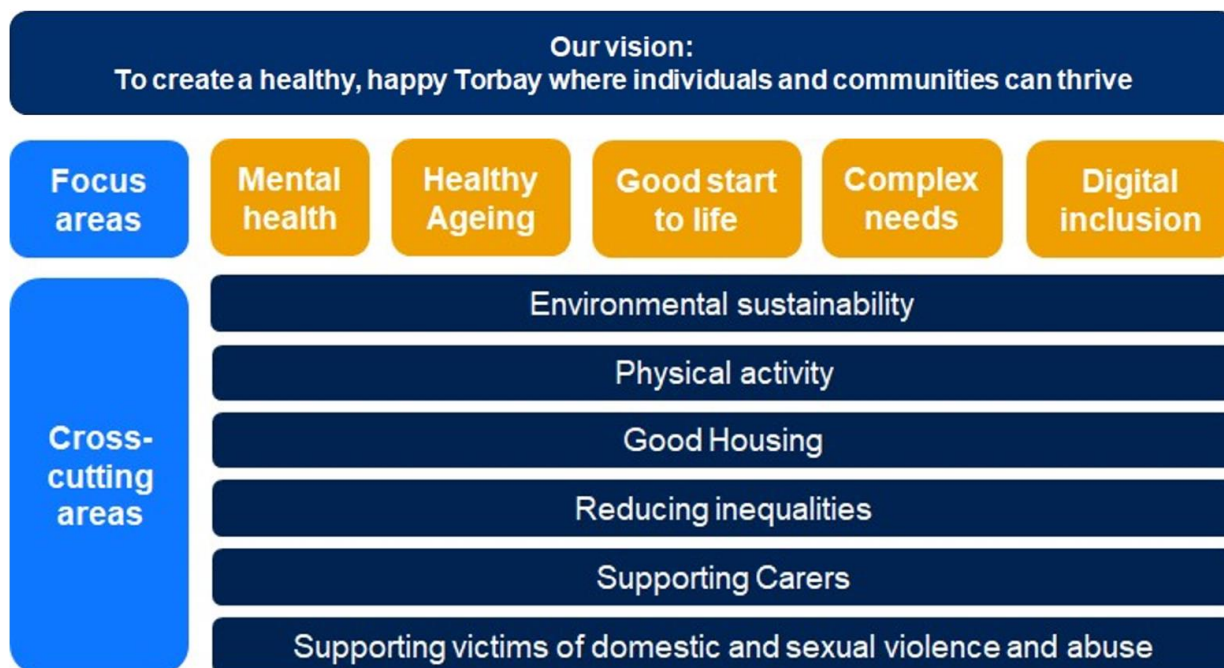 Our vision:
To create a healthy, happy Torbay where individuals and communities can thrive
Focus
areas
Mental
health
Healthy
Ageing
Good start
to life
Complex
needs
Digital
inclusion
Cross-
cutting
areas
Environmental sustainability
Physical activity
Good Housing
Reducing inequalities
Supporting Carers
Supporting victims of domestic and sexual violence and abuse